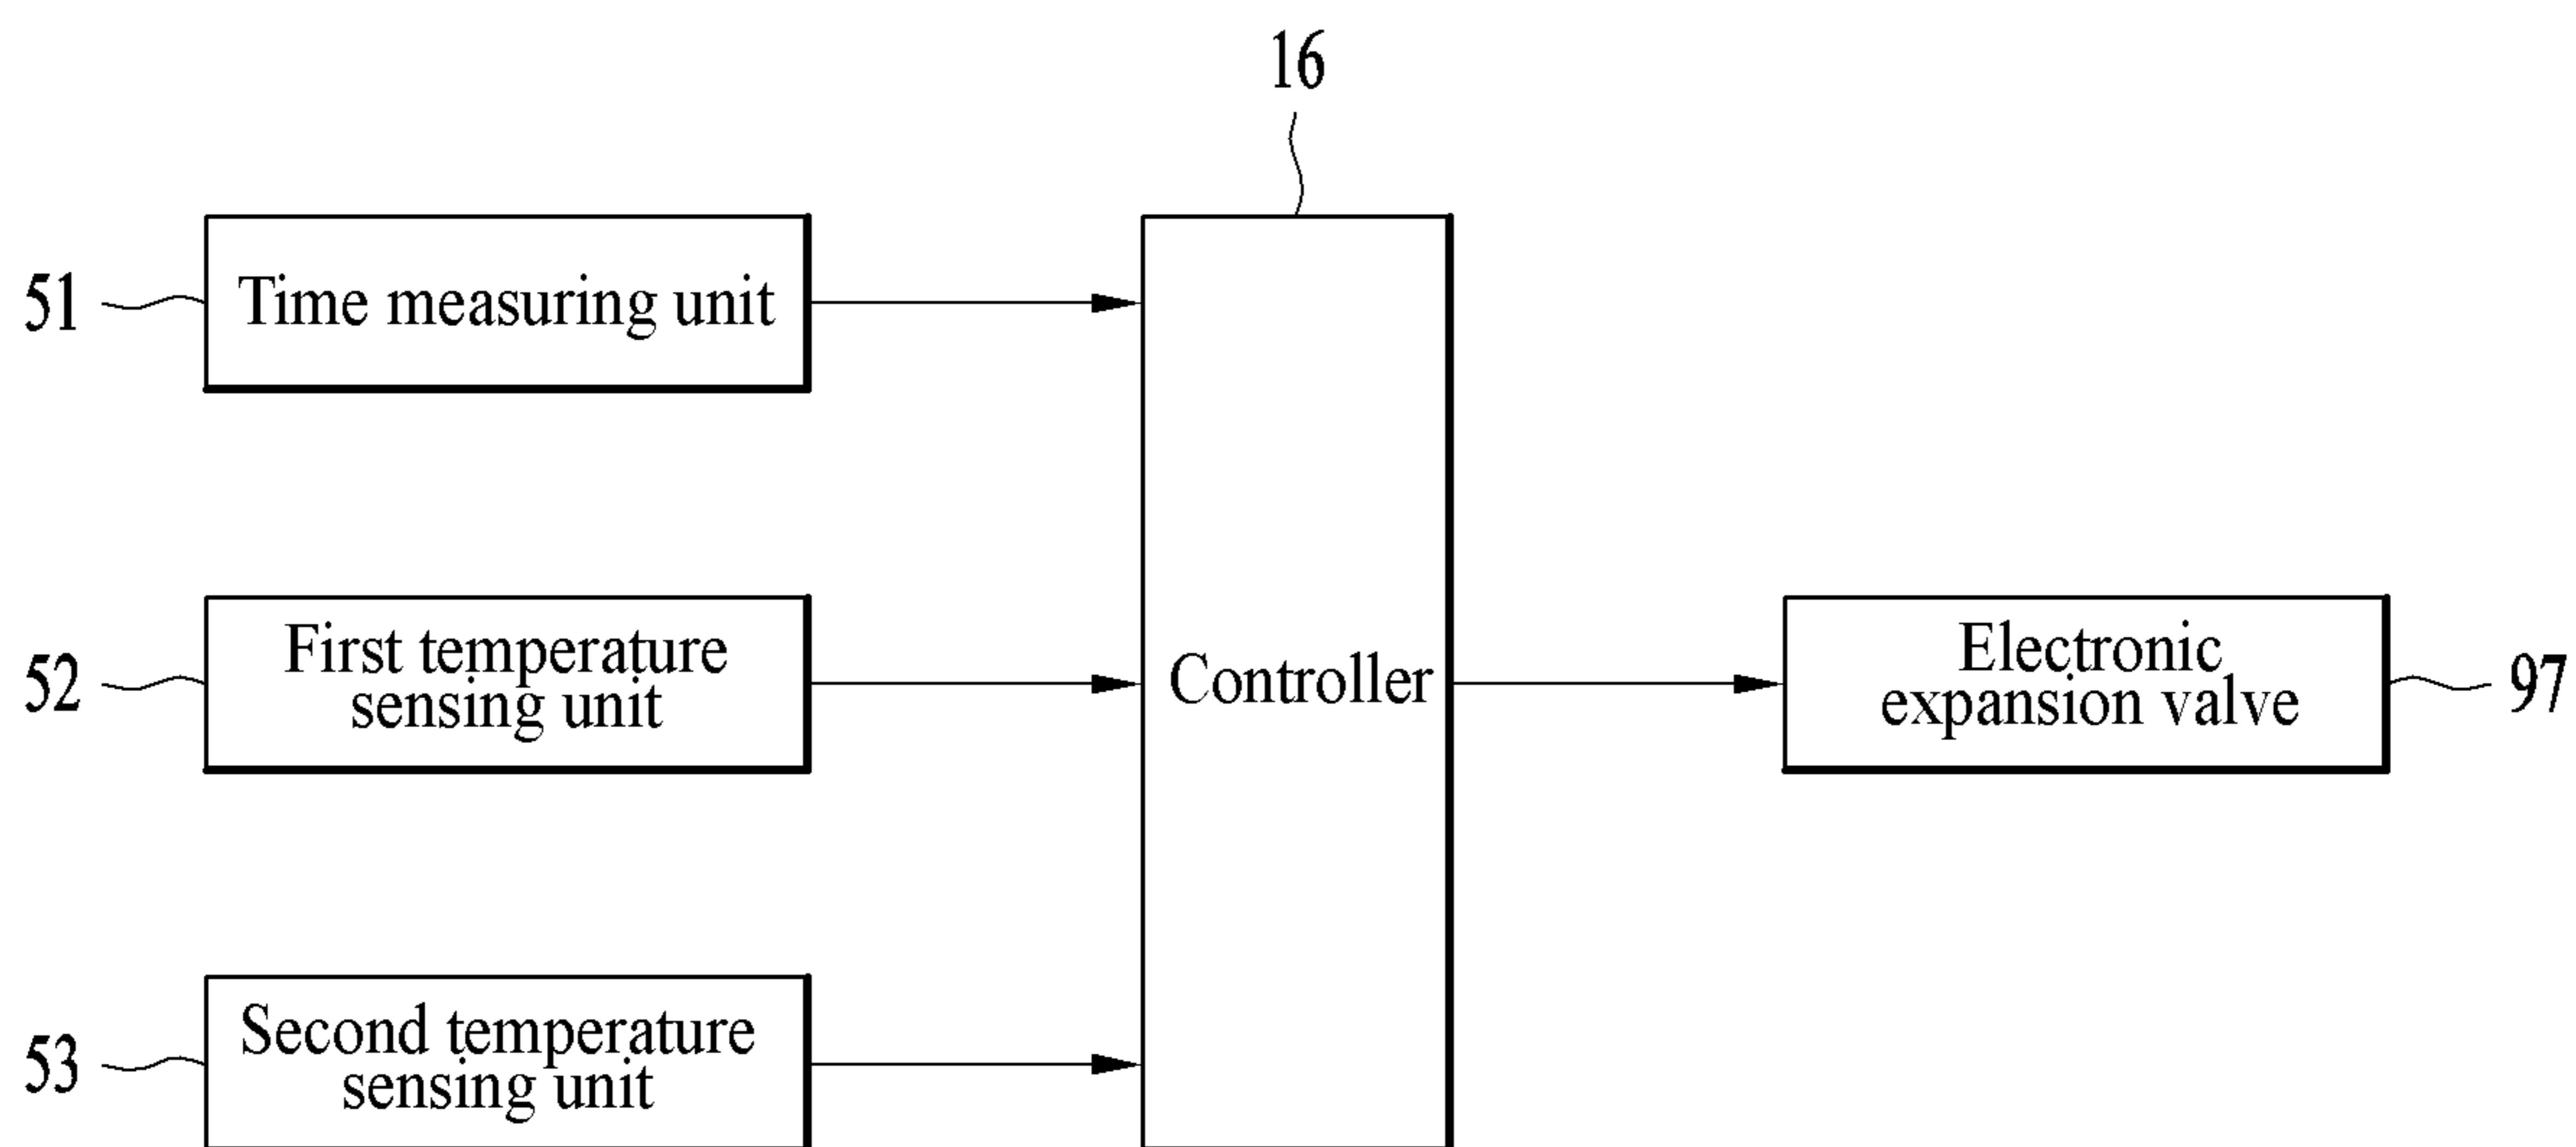 16
51
Time measuring unit
52
First temperature
sensing unit
Controller
Electronic
expansion valve
97
53
Second temperature
sensing unit